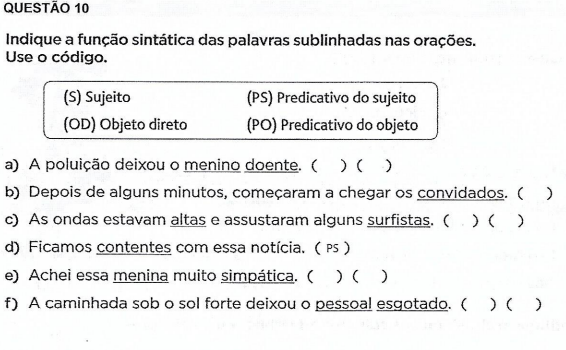 QUESTÃO 10
Indique a função sintática das palavras sublinhadas nas orações.
Use o código.
(S) Sujeito (PS) Predicativo do sujeito
(OD) Objeto direto (PO) Predicativo do objeto
a) A poluição deixou o menino doente. ( ) ( )
b) Depois de alguns minutos, começaram a chegar os convidados. ( )
c) As ondas estavam altas e assustaram alguns surfistas. ( ) ( )
d) Ficamos contentes com essa notícia. ( PS )
e) Achei essa menina muito simpática. ( ) ( )
f) A caminhada sob o sol forte deixou o pessoal esgotado. ( ) ( )